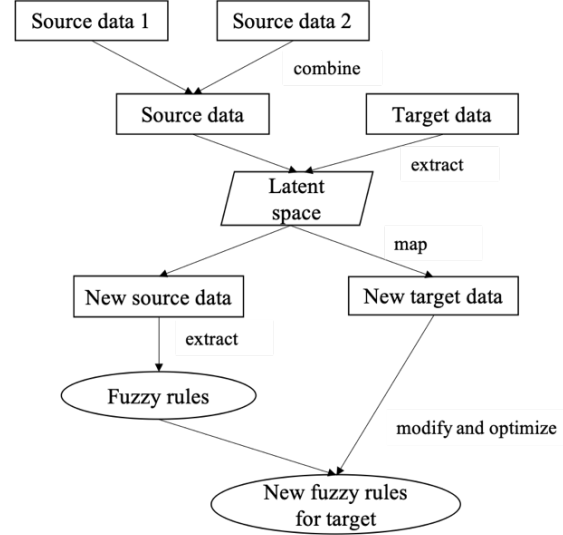 Source data 1
Source data 2
combine
Source data
Target data
extract
Latent
space
map
New source data
New target data
extract
Fuzzy rules
modify and optimize
New fuzzy rules
for target